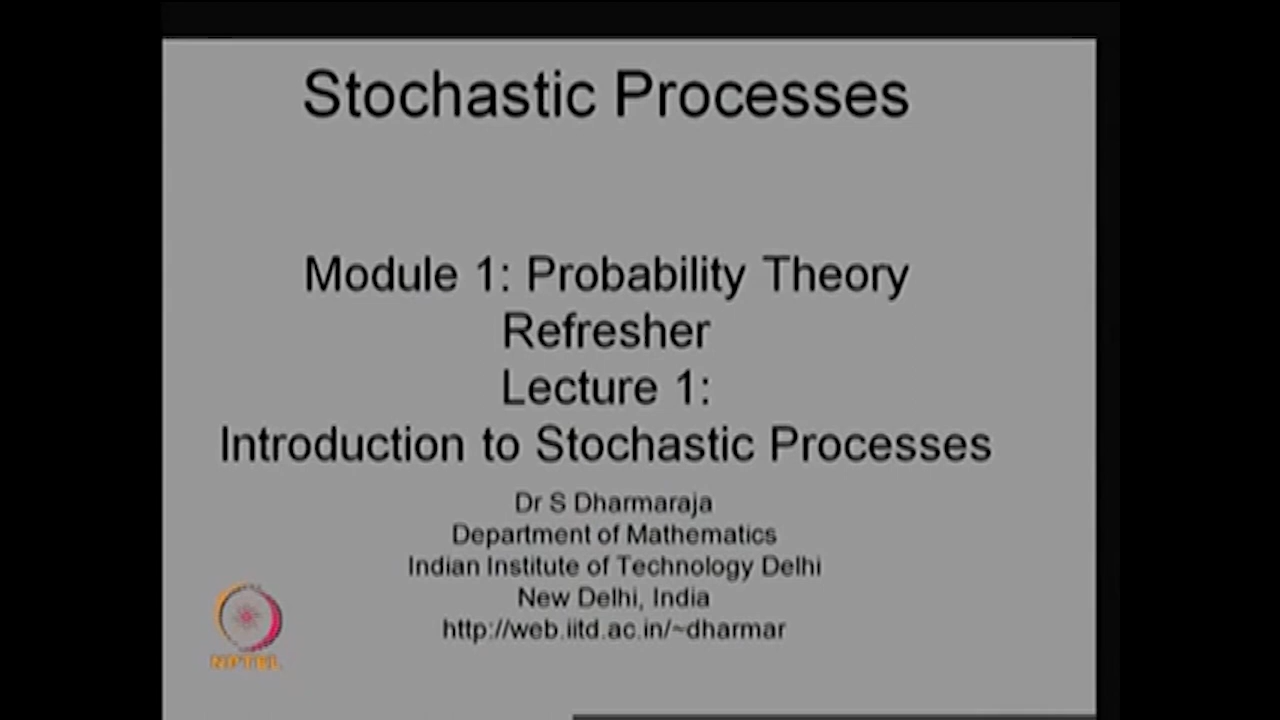 Stochastic Processes
Module 1: Probability Theory
Refresher
Lecture 1:
Introduction to Stochastic Processes
Dr S Dharmaraja
Department of Mathematics
Indian Institute of Technology Delhi
New Delhi, India
http://web.iitd.ac.in/~dharmar
NPTEL